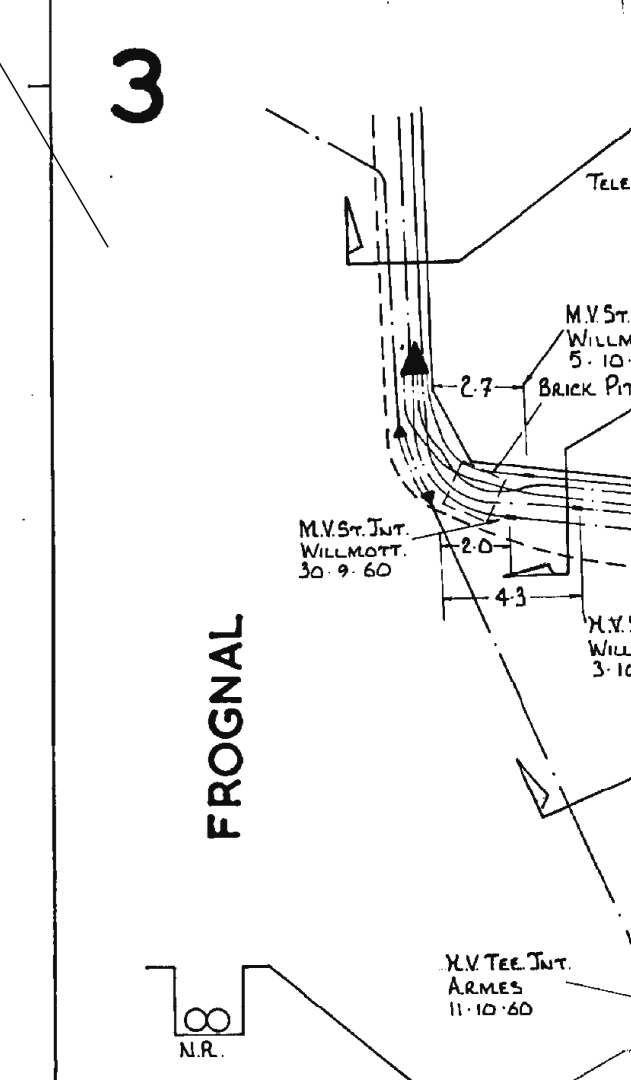 3
TELE
M.V. ST.
WILLM
5·10·
2·7
BRICK PIT
M.V. ST. JNT.
WILLMOTT.
30·9·60
2·0
4·3
H.V. S
WILL
3·10
FROGNAL
H.V. TEE. JNT.
ARMES
11·10·60
N.R.